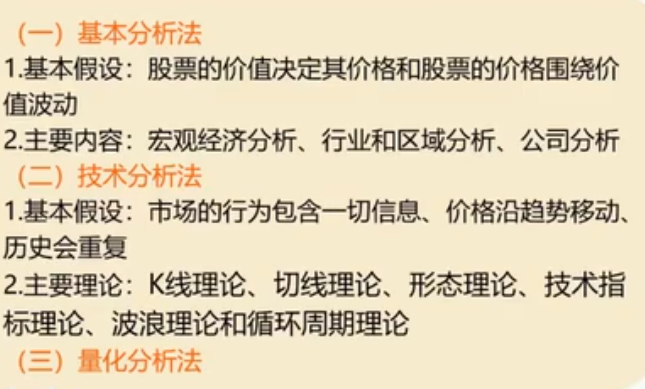 （一）基本分析法
1.基本假设：股票的价值决定其价格和股票的价格围绕价
值波动
2.主要内容：宏观经济分析、行业和区域分析、公司分析
（二）技术分析法
1.基本假设：市场的行为包含一切信息、价格沿趋势移动、
历史会重复
2.主要理论：K线理论、切线理论、形态理论、技术指
标理论、波浪理论和循环周期理论
（三）量化分析法